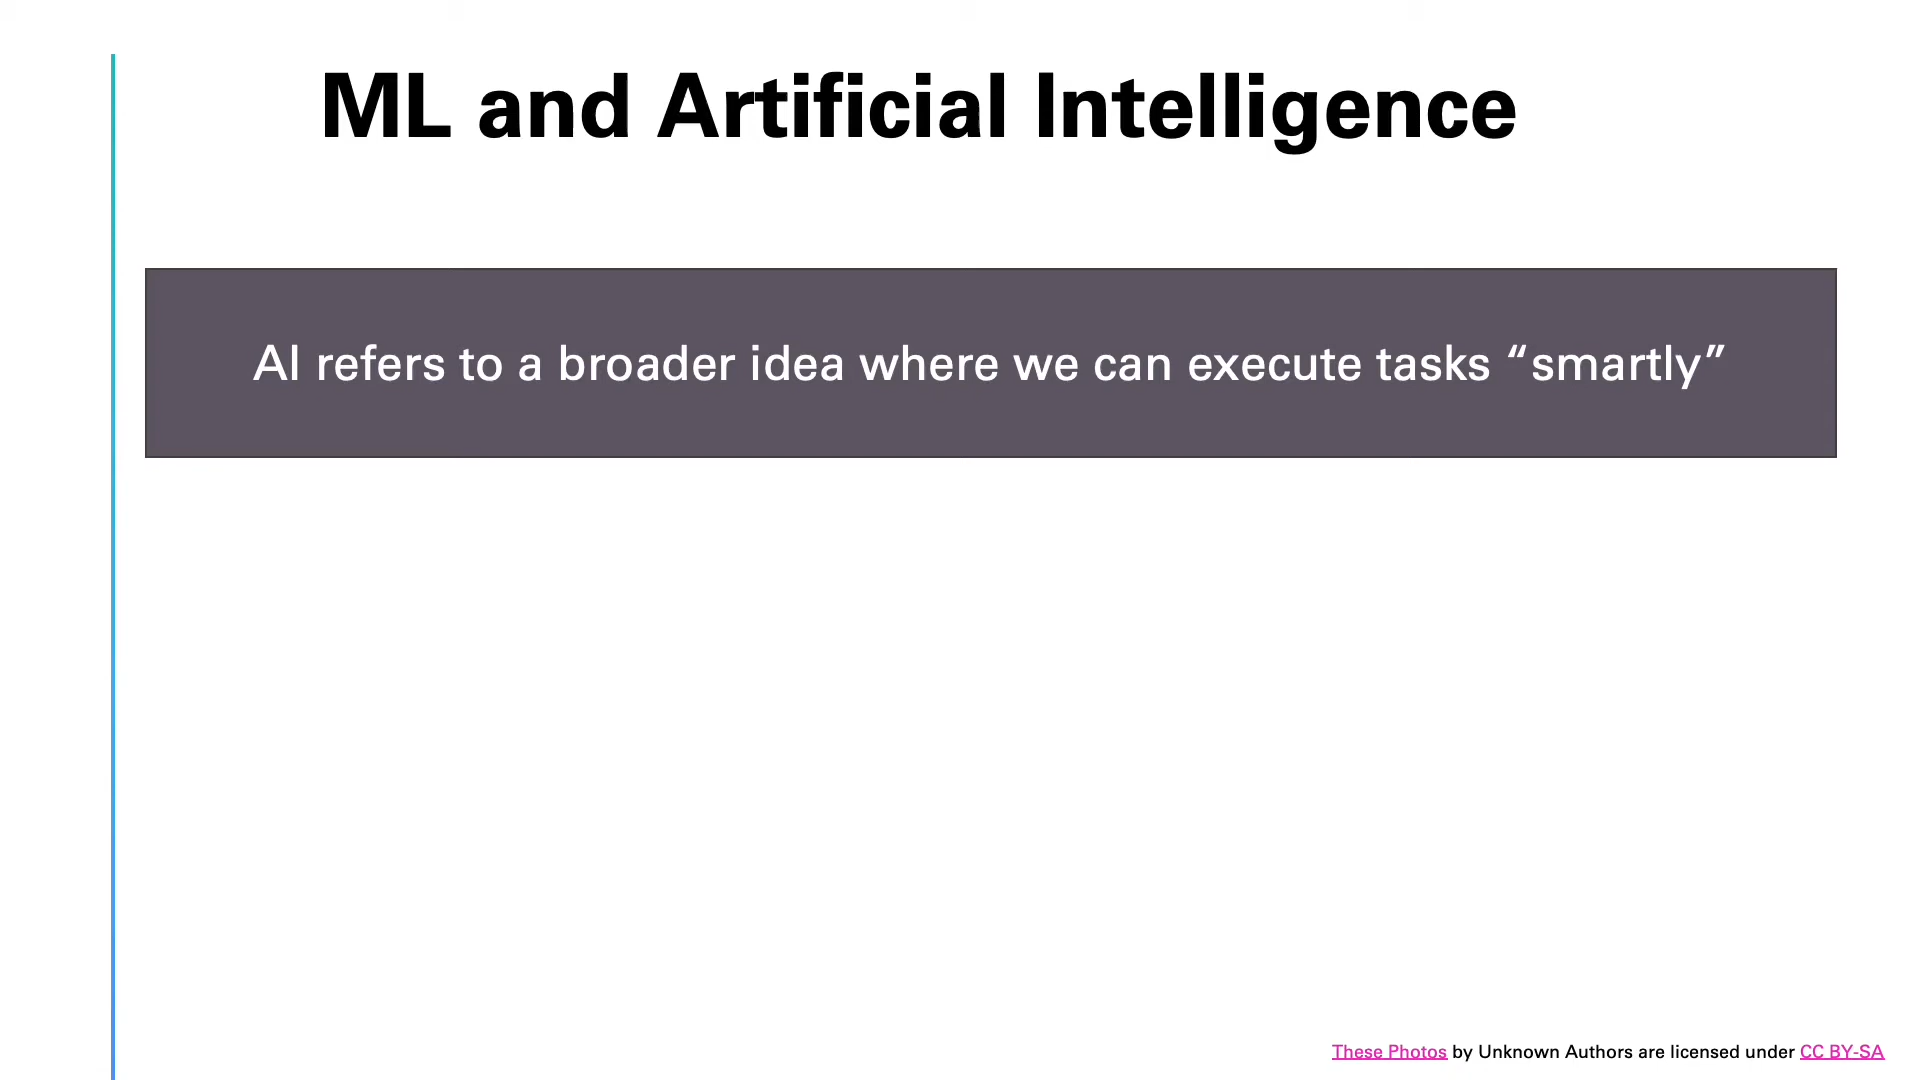 ML and Artificial Intelligence
AI refers to a broader idea where we can execute tasks “smartly”
These Photos by Unknown Authors are licensed under CC BY-SA